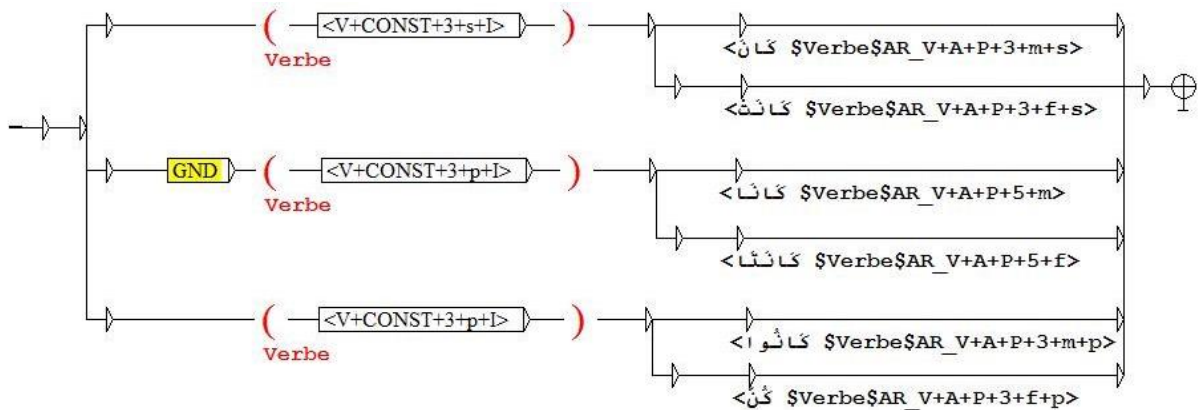 ( <V+CONST+3+s+I> )
Verbe
<كَانَ $Verbe$AR_V+A+P+3+m+s>
<كَانَتْ $Verbe$AR_V+A+P+3+f+s>
GND ( <V+CONST+3+p+I> )
Verbe
<كَانَا $Verbe$AR_V+A+P+5+m>
<كَانَتَا $Verbe$AR_V+A+P+5+f>
( <V+CONST+3+p+I> )
Verbe
<كَانُوا $Verbe$AR_V+A+P+3+m+p>
<كُنَّ $Verbe$AR_V+A+P+3+f+p>